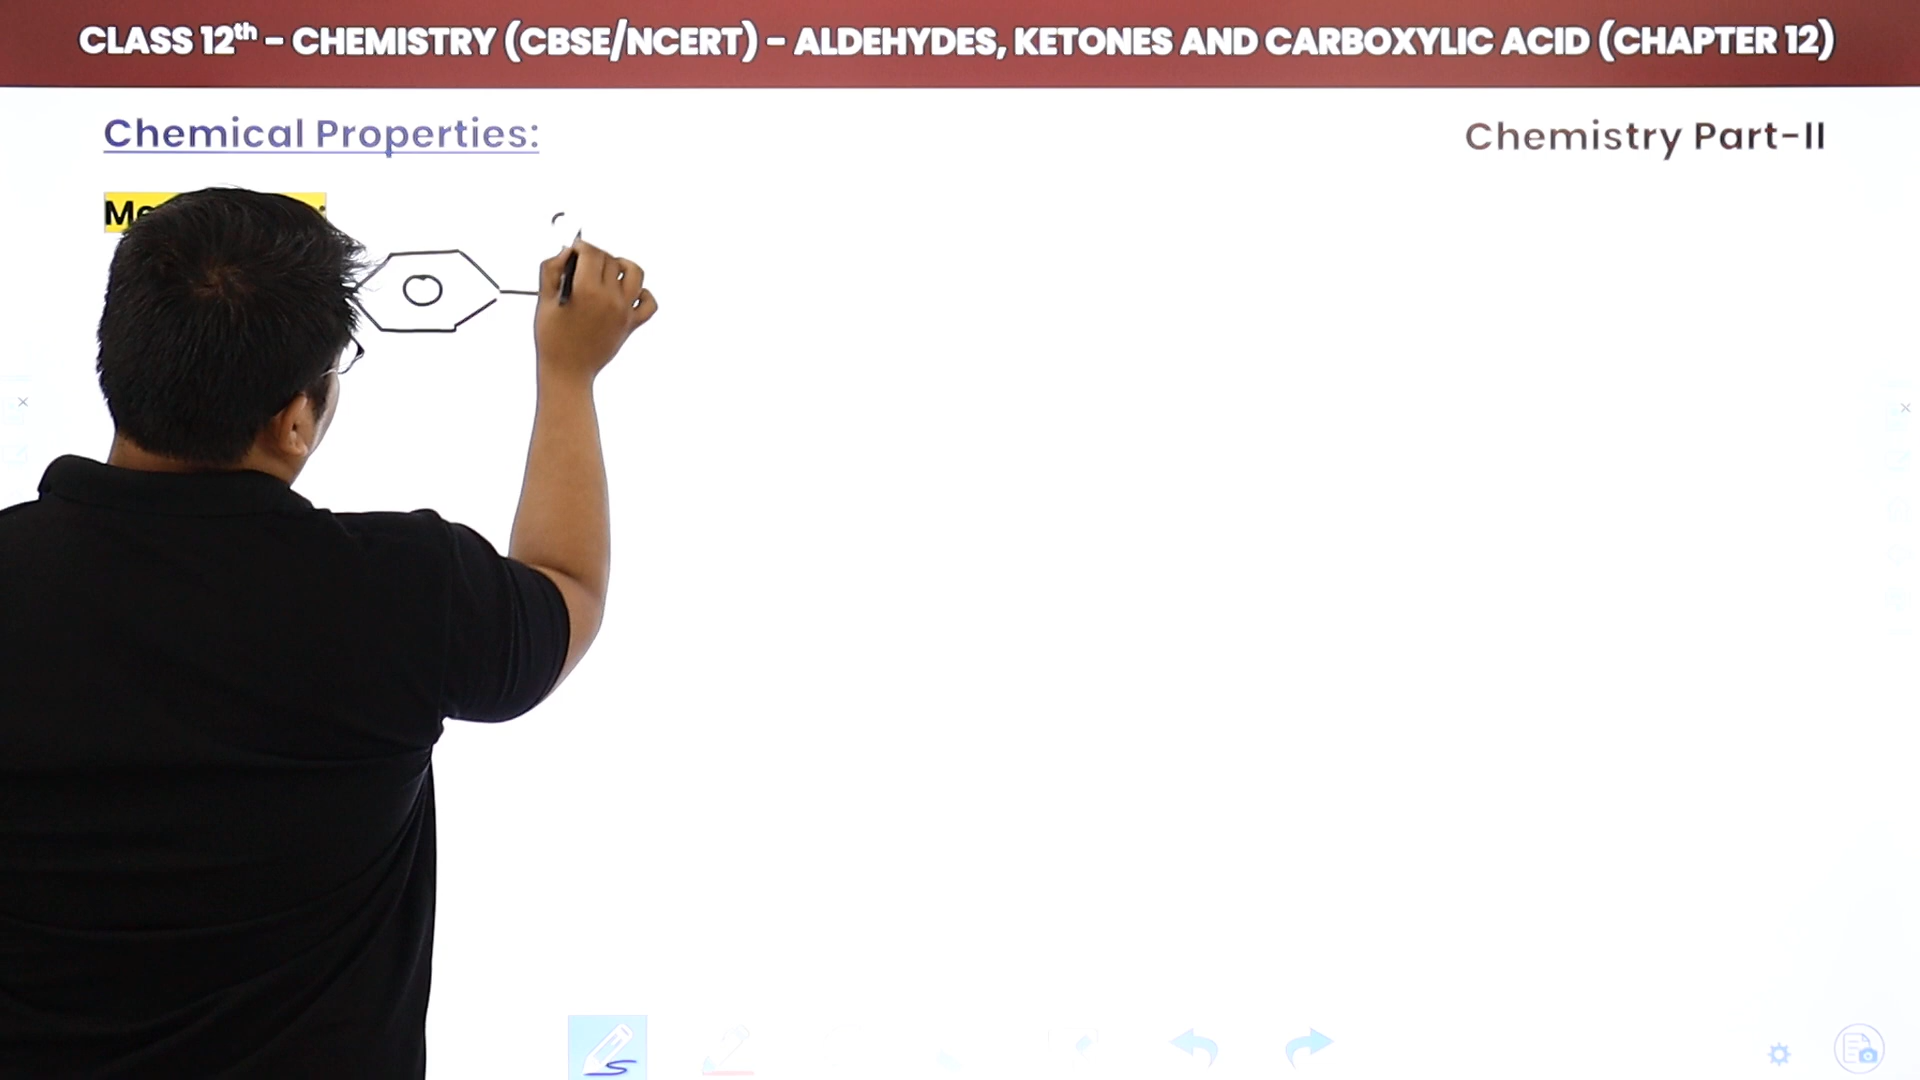 CLASS 12th - CHEMISTRY (CBSE/NCERT) - ALDEHYDES, KETONES AND CARBOXYLIC ACID (CHAPTER 12)
Chemical Properties:
Chemistry Part-II